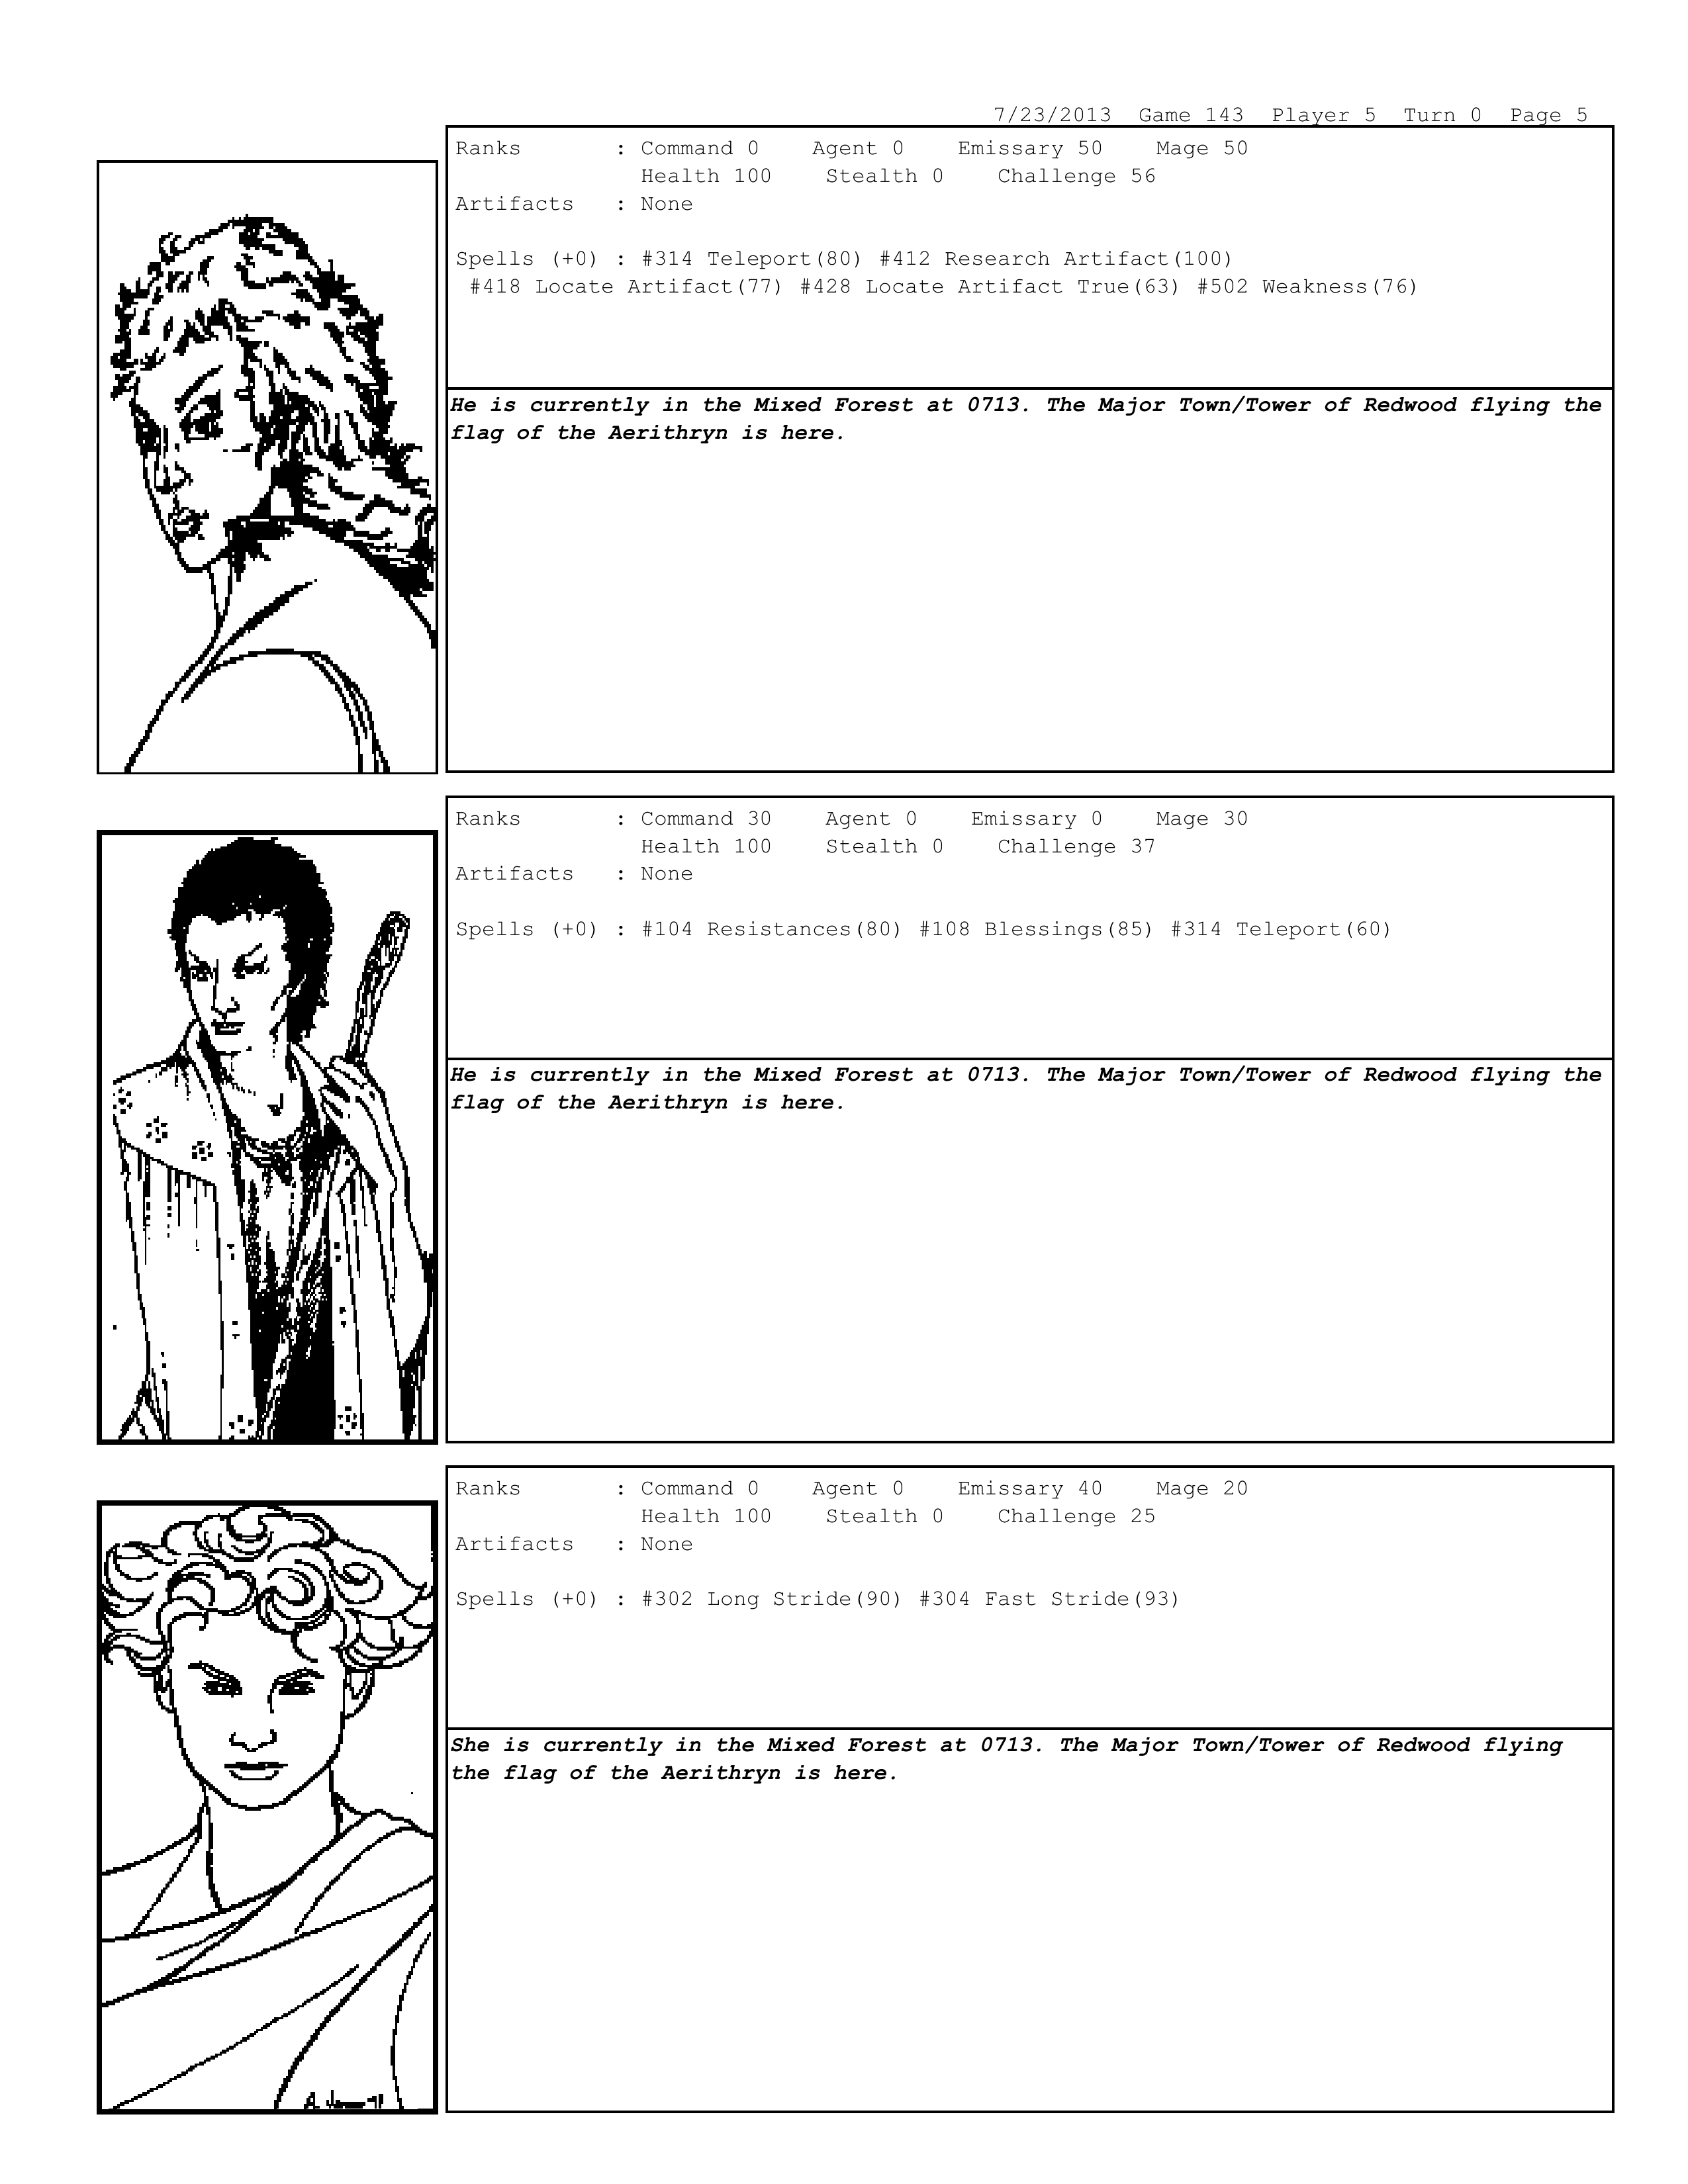 7/23/2013  Game 143  Player 5  Turn 0  Page 5
Ranks       : Command 0    Agent 0    Emissary 50    Mage 50
Health 100    Stealth 0    Challenge 56
Artifacts   : None
Spells (+0) : #314 Teleport(80) #412 Research Artifact(100)
#418 Locate Artifact(77) #428 Locate Artifact True(63) #502 Weakness(76)
He is currently in the Mixed Forest at 0713. The Major Town/Tower of Redwood flying the
flag of the Aerithryn is here.
Ranks       : Command 30    Agent 0    Emissary 0    Mage 30
Health 100    Stealth 0    Challenge 37
Artifacts   : None
Spells (+0) : #104 Resistances(80) #108 Blessings(85) #314 Teleport(60)
He is currently in the Mixed Forest at 0713. The Major Town/Tower of Redwood flying the
flag of the Aerithryn is here.
Ranks       : Command 0    Agent 0    Emissary 40    Mage 20
Health 100    Stealth 0    Challenge 25
Artifacts   : None
Spells (+0) : #302 Long Stride(90) #304 Fast Stride(93)
She is currently in the Mixed Forest at 0713. The Major Town/Tower of Redwood flying
the flag of the Aerithryn is here.
A.